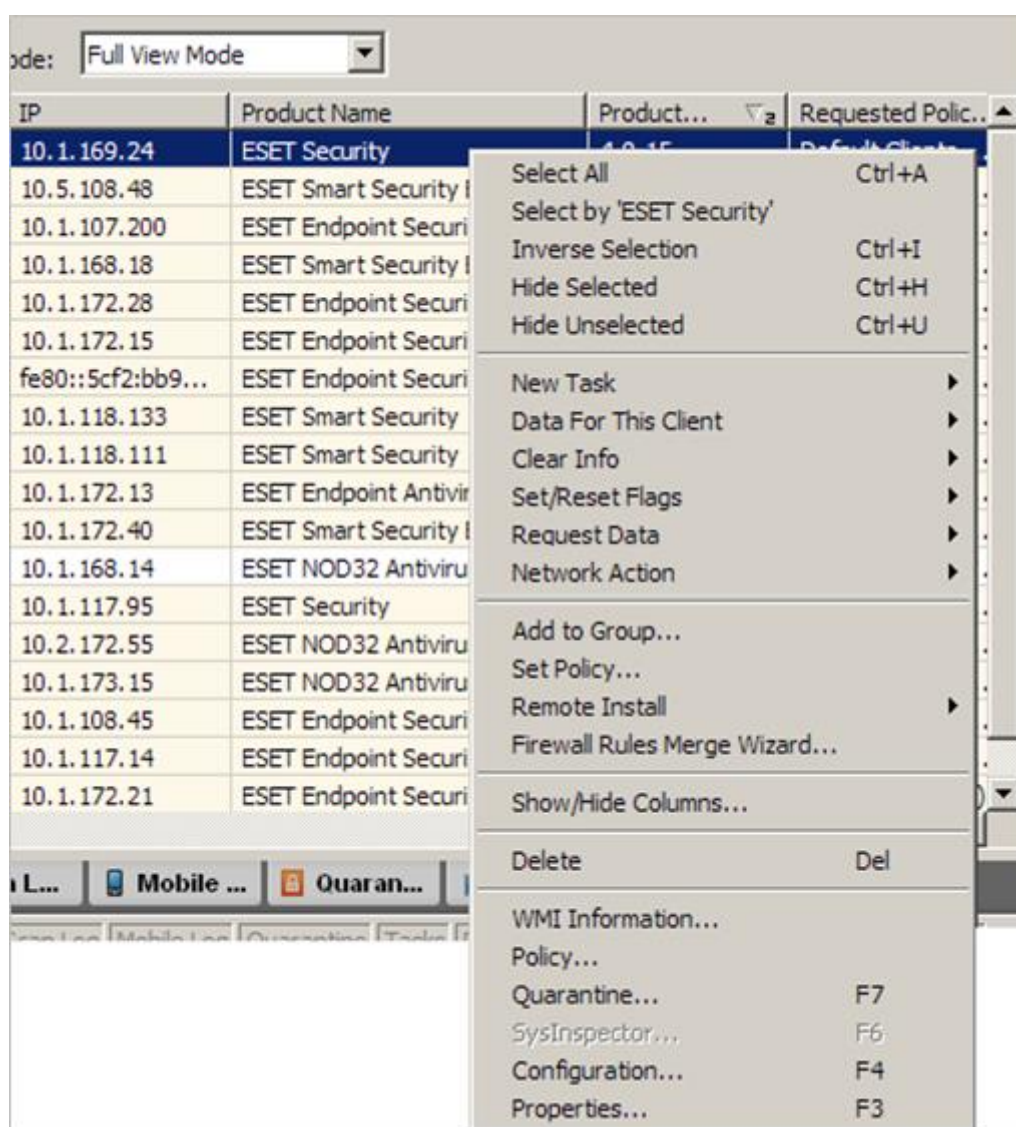 ode: Full View Mode
IP Product Name Product... 2 Requested Polic..
10.1.169.24 ESET Security
10.5.108.48 ESET Smart Security
10.1.107.200 ESET Endpoint Securi
10.1.168.18 ESET Smart Security
10.1.172.28 ESET Endpoint Securi
10.1.172.15 ESET Endpoint Securi
fe80::5cf2:bb9... ESET Endpoint Securi
10.1.118.133 ESET Smart Security
10.1.118.111 ESET Smart Security
10.1.172.13 ESET Endpoint Antivir
10.1.172.40 ESET Smart Security
10.1.168.14 ESET NOD32 Antiviru
10.1.117.95 ESET Security
10.2.172.55 ESET NOD32 Antiviru
10.1.173.15 ESET NOD32 Antiviru
10.1.108.45 ESET Endpoint Securi
10.1.117.14 ESET Endpoint Securi
10.1.172.21 ESET Endpoint Securi
L... Mobile ... Quaran...
Select All Ctrl+A
Select by 'ESET Security'
Inverse Selection Ctrl+I
Hide Selected Ctrl+H
Hide Unselected Ctrl+U
New Task
Data For This Client
Clear Info
Set/Reset Flags
Request Data
Network Action
Add to Group...
Set Policy...
Remote Install
Firewall Rules Merge Wizard...
Show/Hide Columns...
Delete Del
WMI Information...
Policy...
Quarantine... F7
SysInspector... F6
Configuration... F4
Properties... F3